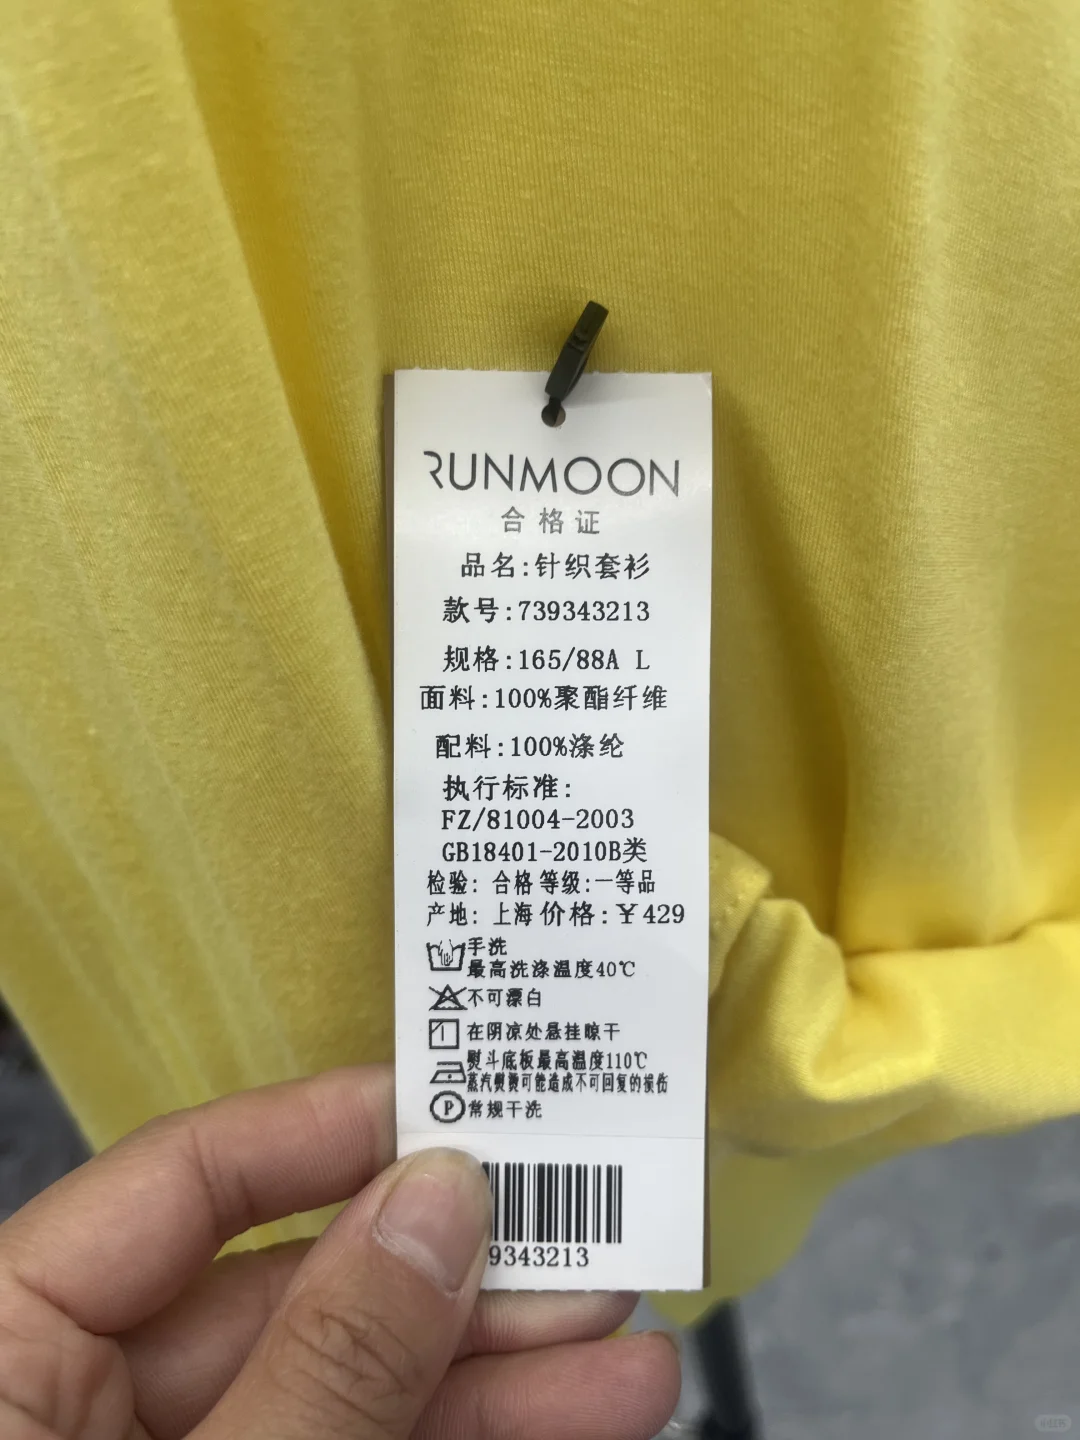 RUNMOON
合格证
品名:针织套衫
款号:739343213
规格:165/88A L
面料:100%聚酯纤维
配料:100%涤纶
执行标准:
FZ/81004-2003
GB18401-2010B类
检验: 合格 等级:一等品
产地: 上海 价格:￥429
手洗
最高洗涤温度40℃
不可漂白
在阴凉处悬挂晾干
熨斗底板最高温度110℃
蒸汽熨烫可能造成不可回复的损伤
P 常规干洗
9343213